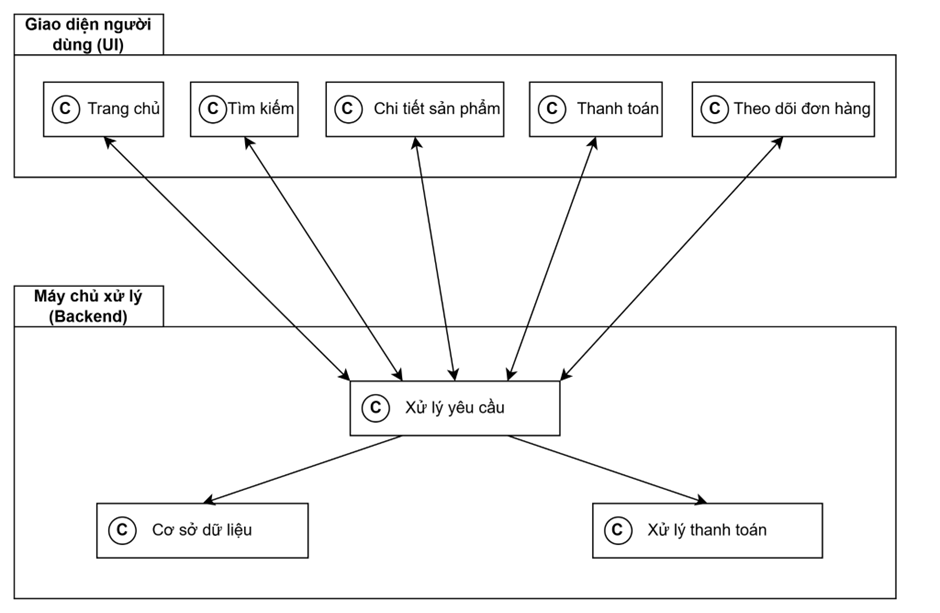 Giao diện người
dùng (UI)
C Trang chủ
C Tìm kiếm
C Chi tiết sản phẩm
C Thanh toán
C Theo dõi đơn hàng
Máy chủ xử lý
(Backend)
C Xử lý yêu cầu
C Cơ sở dữ liệu
C Xử lý thanh toán